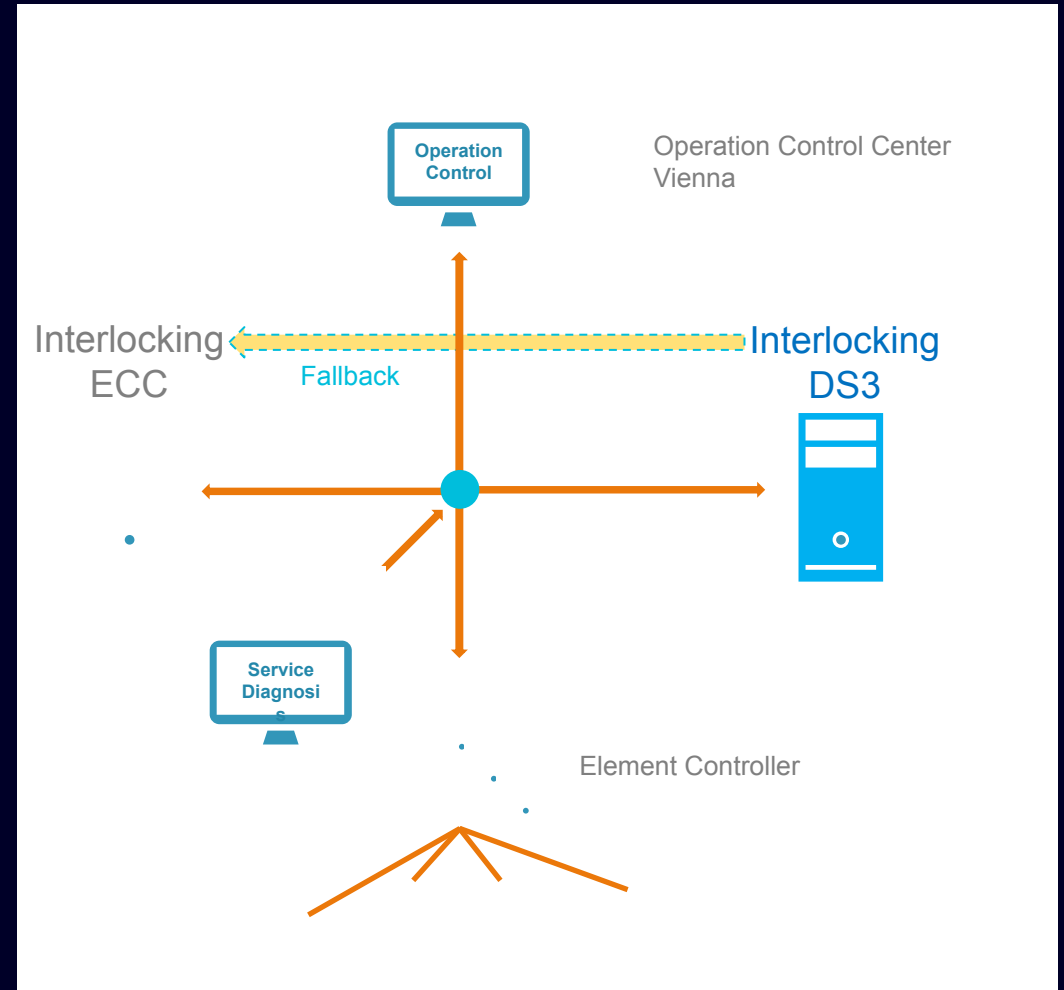 Operation
Control
Operation Control Center
Vienna
Interlocking
ECC
Fallback
Interlocking
DS3
Service
Diagnosi
s
Element Controller